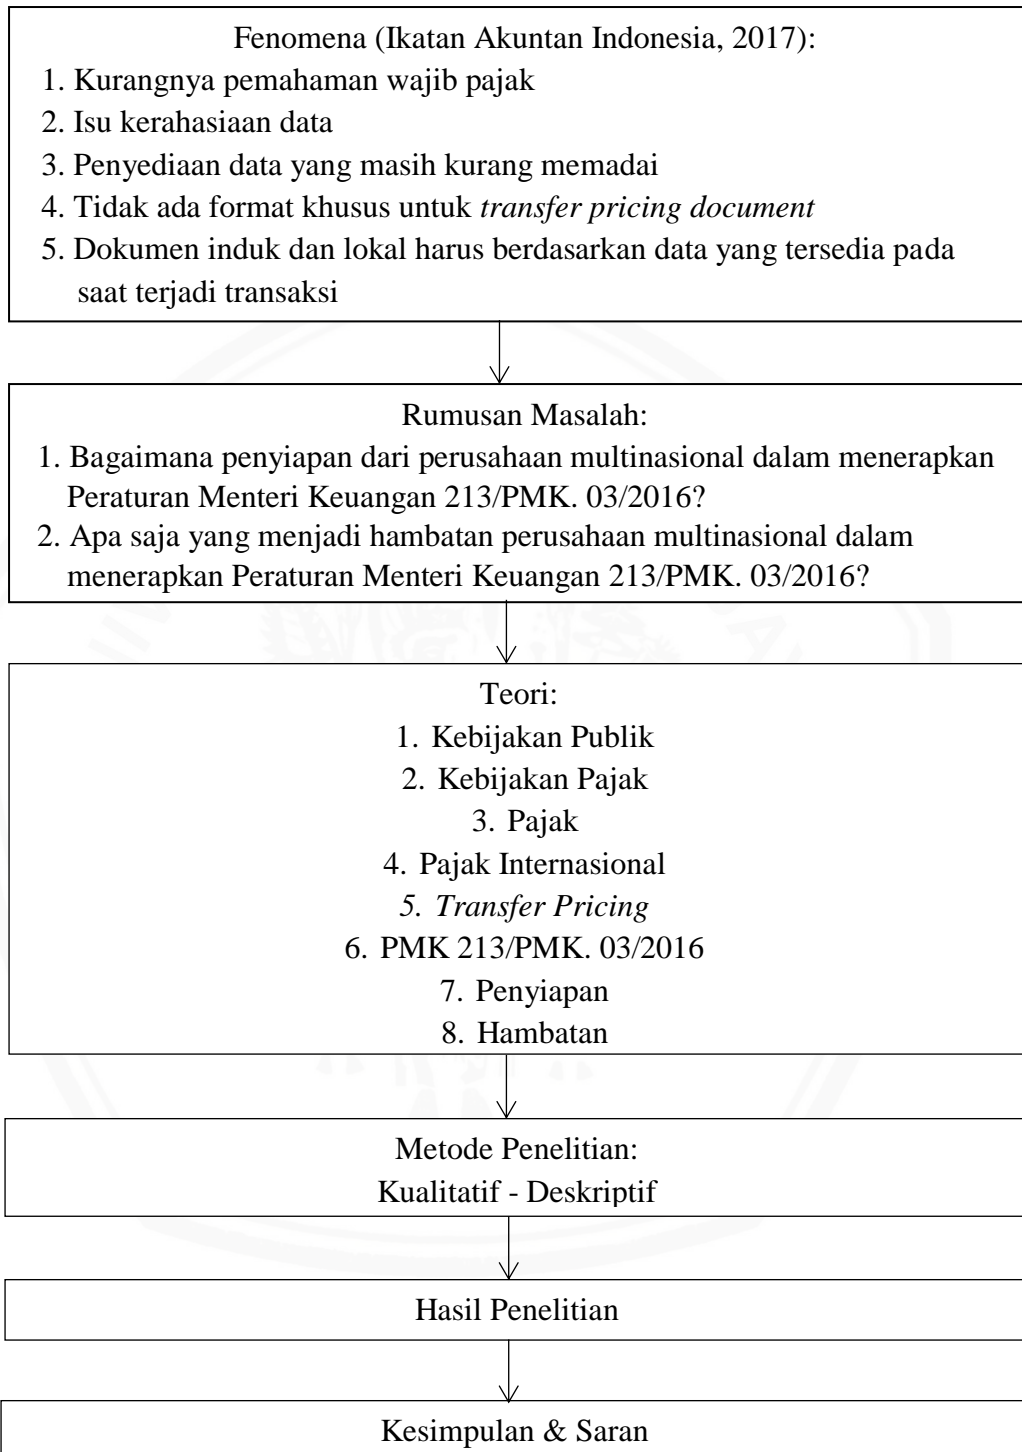 Fenomena (Ikatan Akuntan Indonesia, 2017):
1. Kurangnya pemahaman wajib pajak
2. Isu kerahasiaan data
3. Penyediaan data yang masih kurang memadai
4. Tidak ada format khusus untuk transfer pricing document
5. Dokumen induk dan lokal harus berdasarkan data yang tersedia pada
saat terjadi transaksi
Rumusan Masalah:
1. Bagaimana penyiapan dari perusahaan multinasional dalam menerapkan
Peraturan Menteri Keuangan 213/PMK. 03/2016?
2. Apa saja yang menjadi hambatan perusahaan multinasional dalam
menerapkan Peraturan Menteri Keuangan 213/PMK. 03/2016?
Teori:
1. Kebijakan Publik
2. Kebijakan Pajak
3. Pajak
4. Pajak Internasional
5. Transfer Pricing
6. PMK 213/PMK. 03/2016
7. Penyiapan
8. Hambatan
Metode Penelitian:
Kualitatif - Deskriptif
Hasil Penelitian
Kesimpulan & Saran